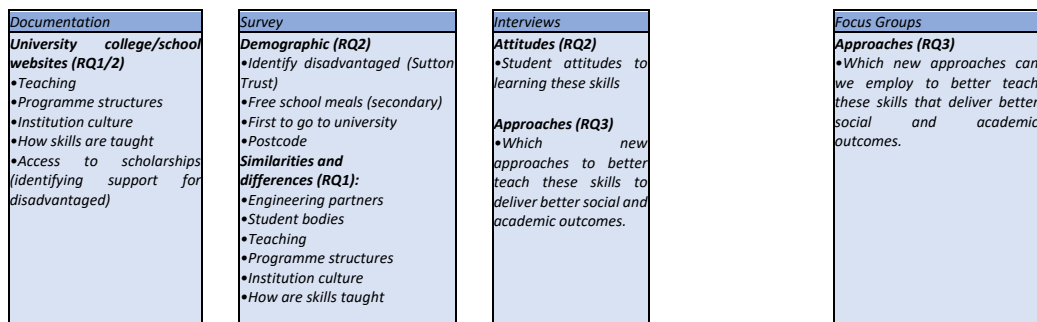 Documentation
University college/school
websites (RQ1/2)
•Teaching
•Programme structures
•Institution culture
•How skills are taught
•Access to scholarships
(identifying support for
disadvantaged)
Survey
Demographic (RQ2)
•Identify disadvantaged (Sutton
Trust)
•Free school meals (secondary)
•First to go to university
•Postcode
Similarities and
differences (RQ1):
•Engineering partners
•Student bodies
•Teaching
•Programme structures
•Institution culture
•How are skills taught
Interviews
Attitudes (RQ2)
•Student attitudes to
learning these skills
Approaches (RQ3)
•Which new
approaches to better
teach these skills to
deliver better social and
academic outcomes.
Focus Groups
Approaches (RQ3)
•Which new approaches can
we employ to better teach
these skills that deliver better
social and academic
outcomes.